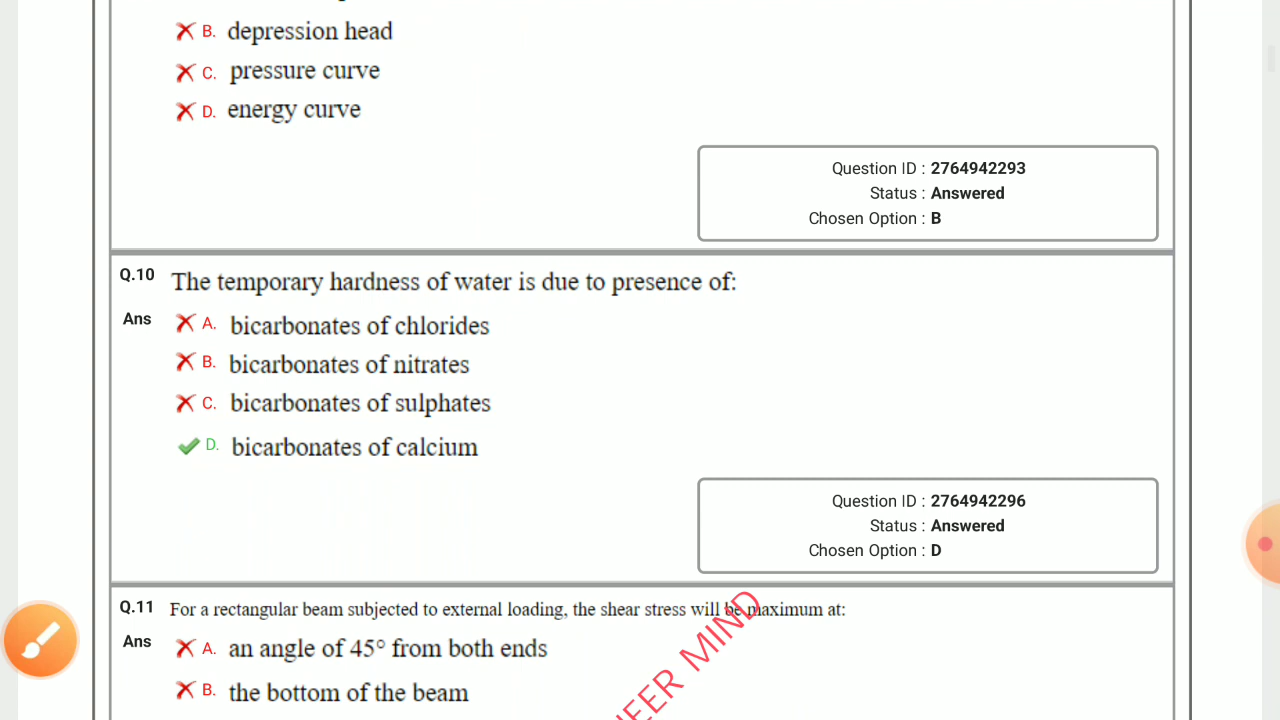 B. depression head
C. pressure curve
D. energy curve
Question ID : 2764942293
Status : Answered
Chosen Option : B
Q.10 The temporary hardness of water is due to presence of:
Ans A. bicarbonates of chlorides
B. bicarbonates of nitrates
C. bicarbonates of sulphates
D. bicarbonates of calcium
Question ID : 2764942296
Status : Answered
Chosen Option : D
Q.11 For a rectangular beam subjected to external loading, the shear stress will be maximum at:
Ans A. an angle of 45° from both ends
B. the bottom of the beam
EER MIND